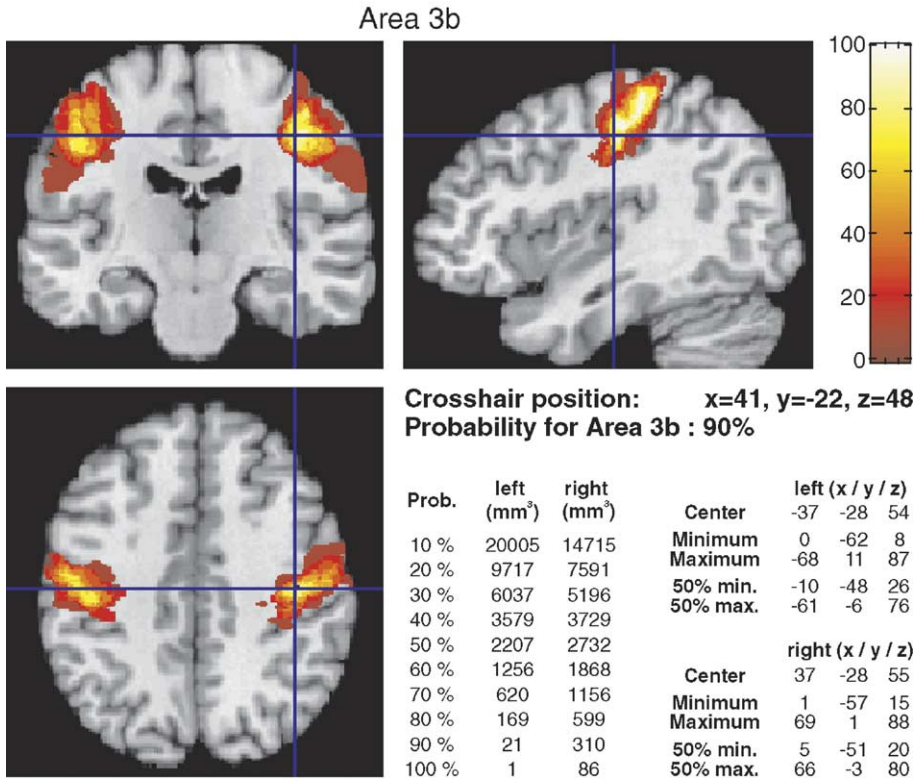 Area 3b
100
80
60
40
20
0
Crosshair position: x=41, y=-22, z=48
Probability for Area 3b : 90%
Prob. left (mm³) right (mm³)
10 % 20005 14715
20 % 9717 7591
30 % 6037 5196
40 % 3579 3729
50 % 2207 2732
60 % 1256 1868
70 % 620 1156
80 % 169 599
90 % 21 310
100 % 1 86
left (x / y / z)
Center -37 -28 54
Minimum 0 -62 8
Maximum -68 11 87
50% min. -10 -48 26
50% max. -61 -6 76
right (x / y / z)
Center 37 -28 55
Minimum 1 -57 15
Maximum 69 1 88
50% min. 5 -51 20
50% max. 66 -3 80